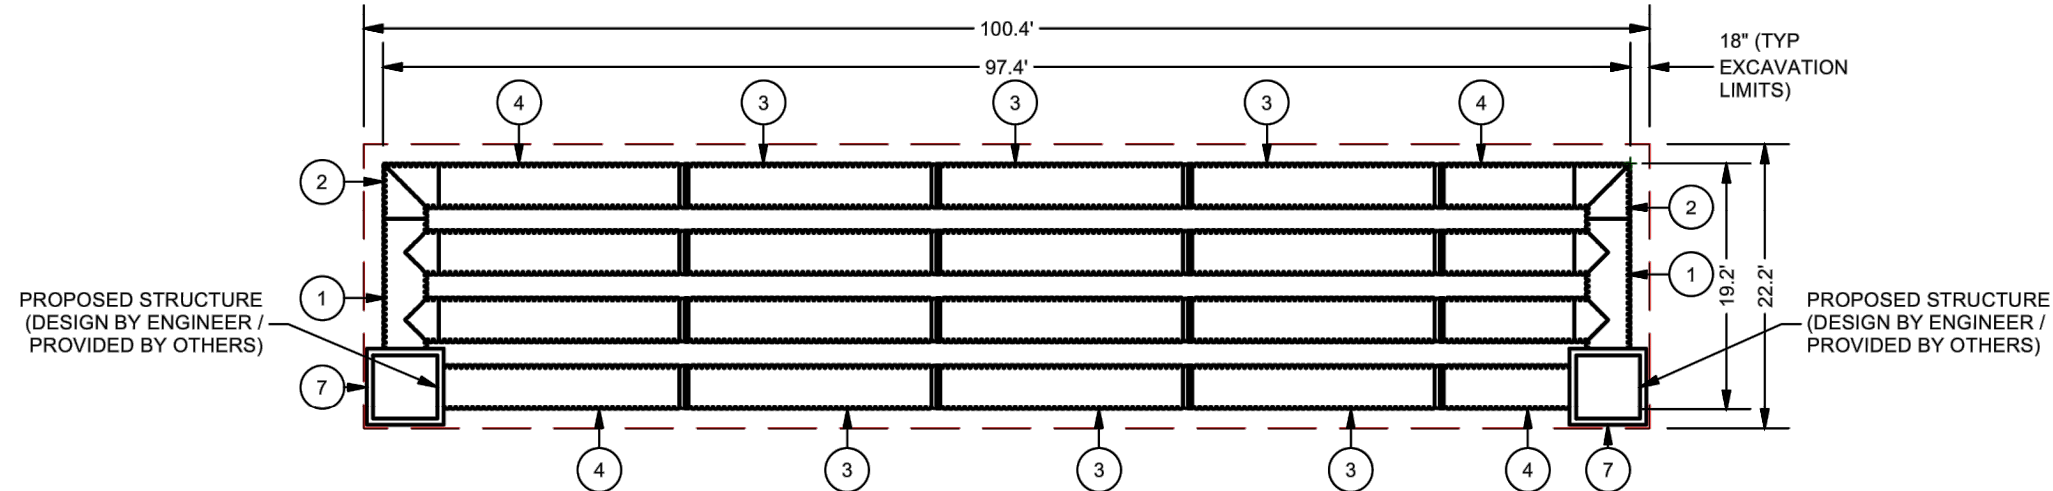 100.4'
97.4'
18" (TYP
EXCAVATION
LIMITS)
4
3
3
3
4
2
2
1
1
19.2'
22.2'
PROPOSED STRUCTURE
(DESIGN BY ENGINEER /
PROVIDED BY OTHERS)
PROPOSED STRUCTURE
(DESIGN BY ENGINEER /
PROVIDED BY OTHERS)
7
4
3
3
3
4
7